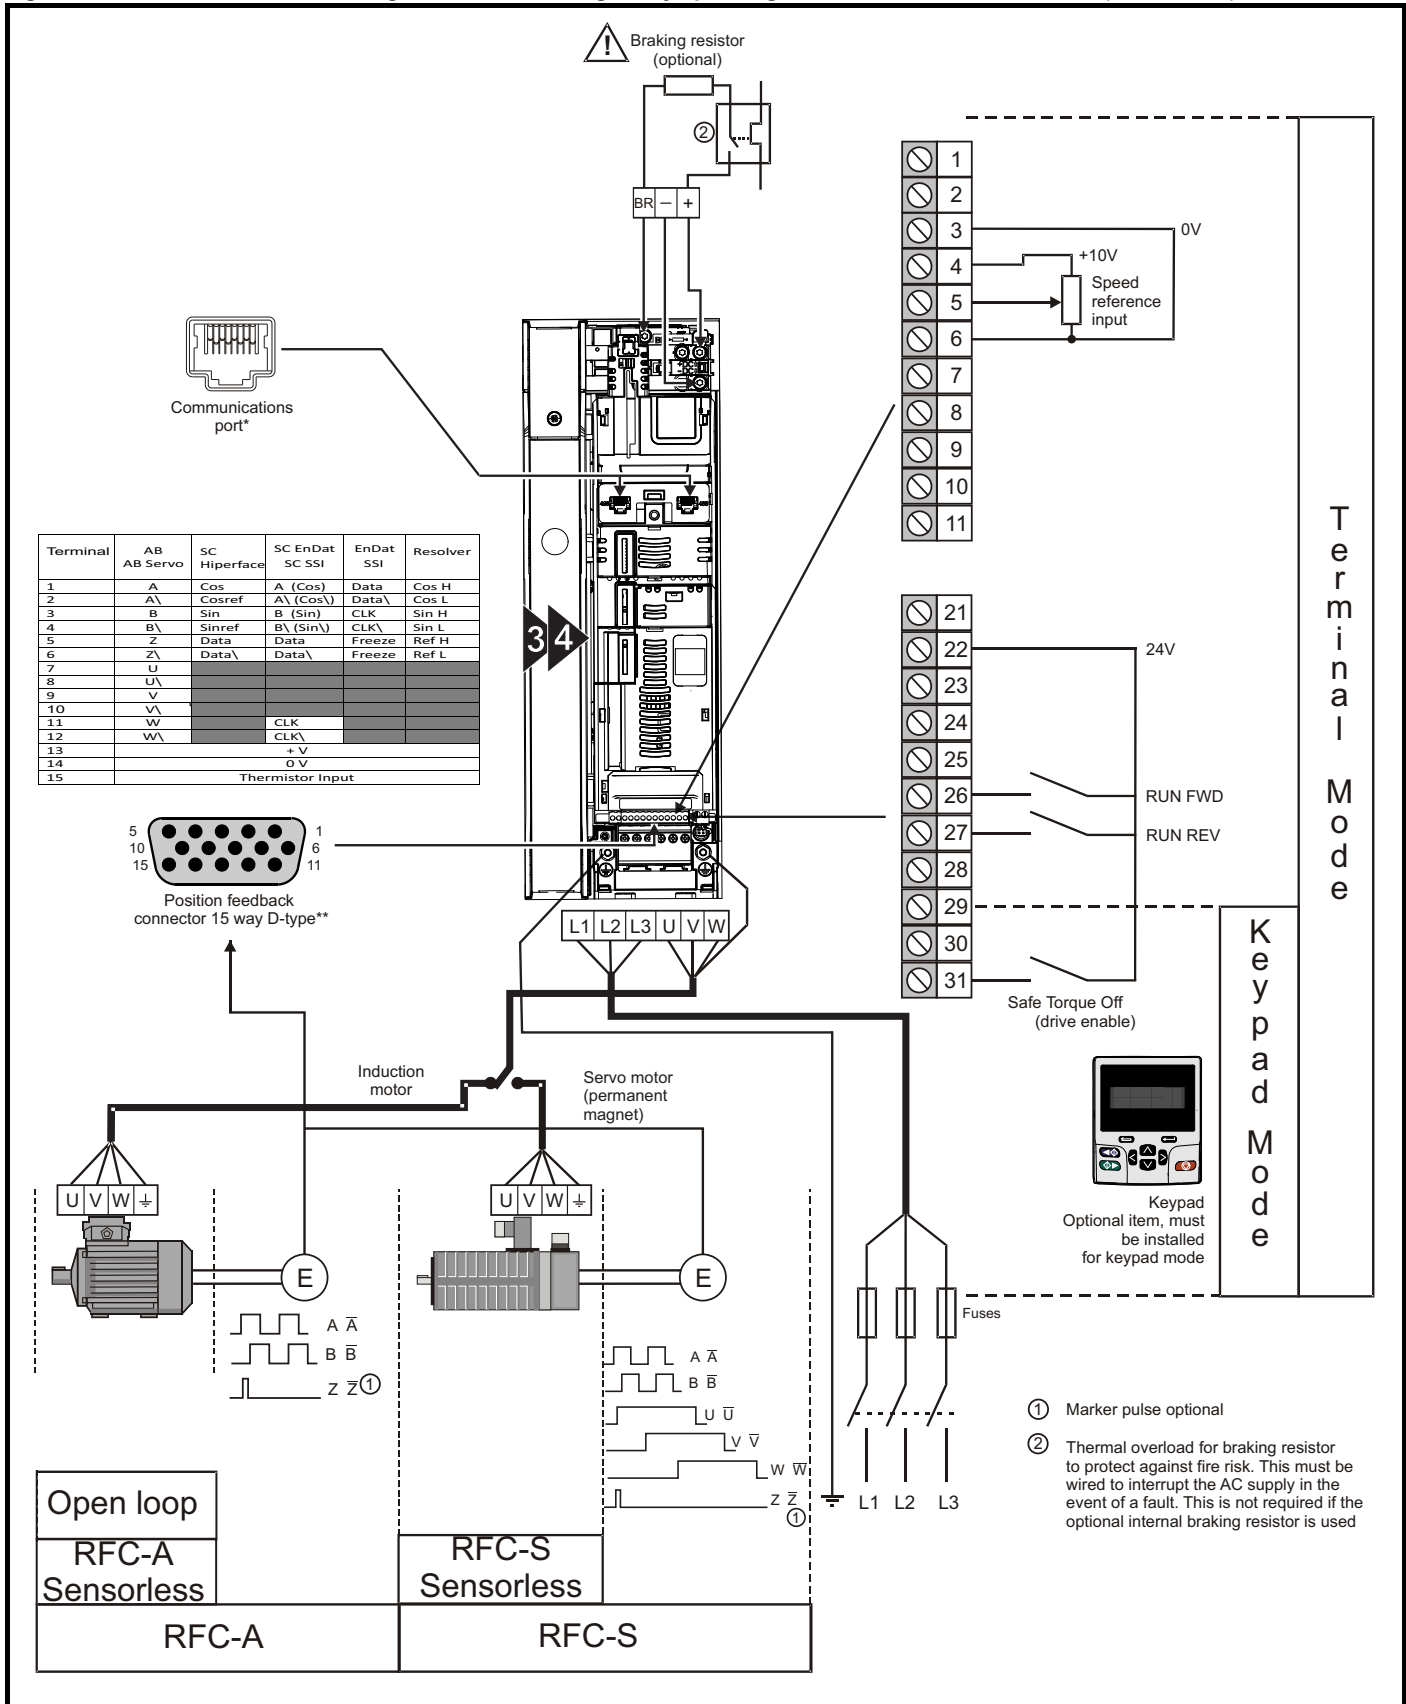 Braking resistor
(optional)
2
BR — +
1
2
3
0V
4
+10V
5
Speed
reference
input
6
7
8
9
10
11
Communications
port*
Terminal AB AB Servo SC Hiperface SC EnDat SC SSI EnDat SSI Resolver
1 A Cos A (Cos) Data Cos H
2 A\ Cosref A\ (Cos\) Data\ Cos L
3 B Sin B (Sin) CLK Sin H
4 B\ Sinref B\ (Sin\) CLK\ Sin L
5 Z Data Data Freeze Ref H
6 Z\ Data\ Data\ Freeze Ref L
7 U
8 U\
9 V
10 V\
11 W CLK
12 W\ CLK\
13 + V
14 0 V
15 Thermistor Input
3 4
21
22 24V
23
24
25
26 RUN FWD
27 RUN REV
28
29
30
31
Safe Torque Off
(drive enable)
Terminal Mode
Keypad Mode
5 1
10 6
15 11
Position feedback
connector 15 way D-type**
L1 L2 L3 U V W
Induction
motor
Servo motor
(permanent
magnet)
U V W
U V W
E
E
Keypad
Optional item, must
be installed
for keypad mode
Fuses
A A̅
B B̅
Z Z̅ 1
A A̅
B B̅
U U̅
V V̅
W W̅
Z Z̅
1
L1 L2 L3
1 Marker pulse optional
2 Thermal overload for braking resistor
to protect against fire risk. This must be
wired to interrupt the AC supply in the
event of a fault. This is not required if the
optional internal braking resistor is used
Open loop
RFC-A
Sensorless
RFC-S
Sensorless
RFC-A
RFC-S